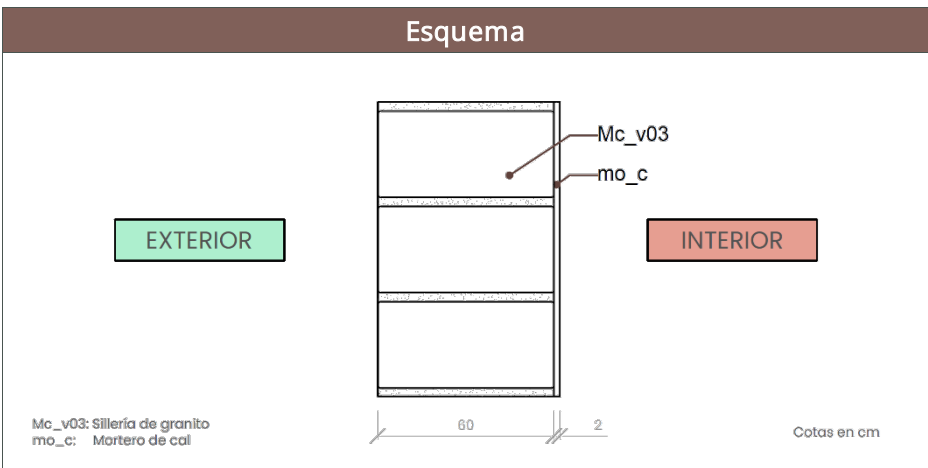 Esquema
Mc_v03
mo_c
EXTERIOR
INTERIOR
60
2
Mc_v03: Sillería de granito
mo_c: Mortero de cal
Cotas en cm